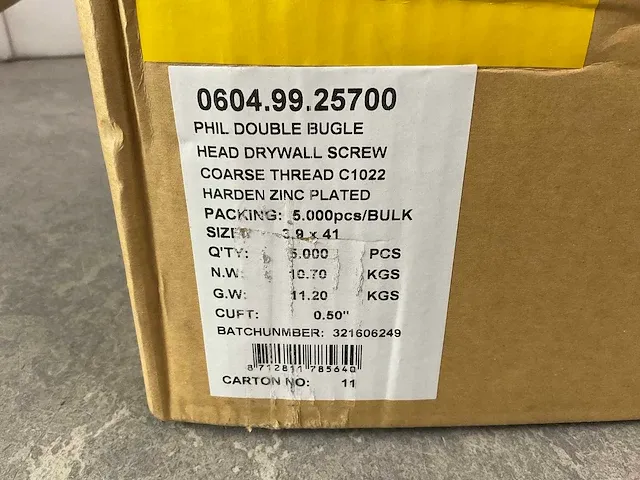 0604.99.25700
PHIL DOUBLE BUGLE
HEAD DRYWALL SCREW
COARSE THREAD C1022
HARDEN ZINC PLATED
PACKING: 5.000pcs/BULK
SIZE: 3.9 x 41
Q'TY: 5.000 PCS
N.W: 10.70 KGS
G.W: 11.20 KGS
CUFT: 0.50"
BATCHUNMBER: 321606249
8 712811 785640
CARTON NO: 11